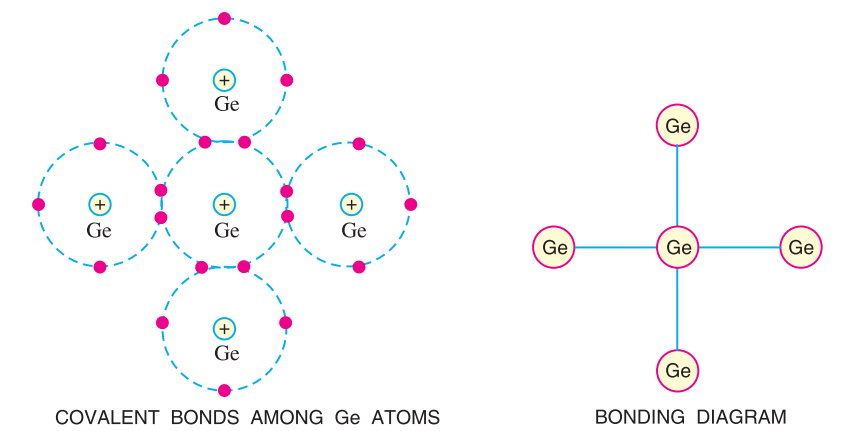 +
Ge
+
Ge
+
Ge
+
Ge
+
Ge
COVALENT BONDS AMONG Ge ATOMS
Ge
Ge
Ge
Ge
Ge
BONDING DIAGRAM